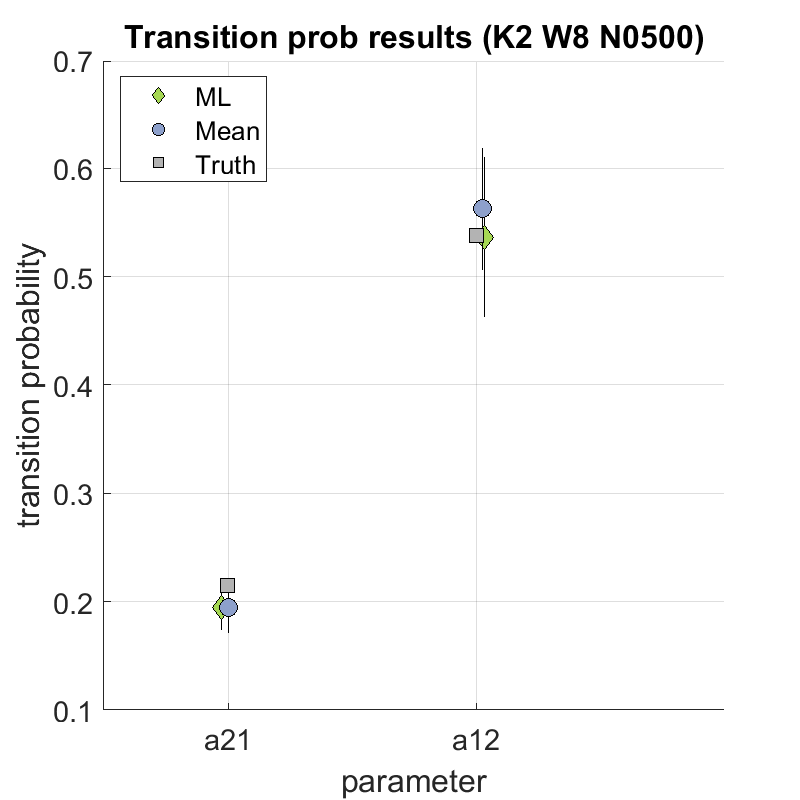 Transition prob results (K2 W8 N0500)
ML
Mean
Truth
0.7
0.6
0.5
0.4
0.3
0.2
0.1
transition probability
a21
a12
parameter